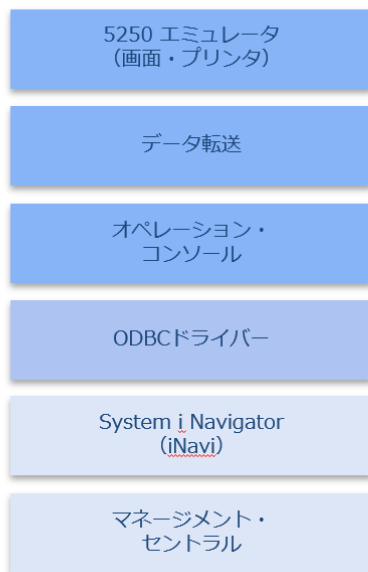 5250 エミュレータ
（画面・プリンタ）
データ転送
オペレーション・
コンソール
ODBCドライバー
System i Navigator
（iNavi）
マネージメント・
セントラル